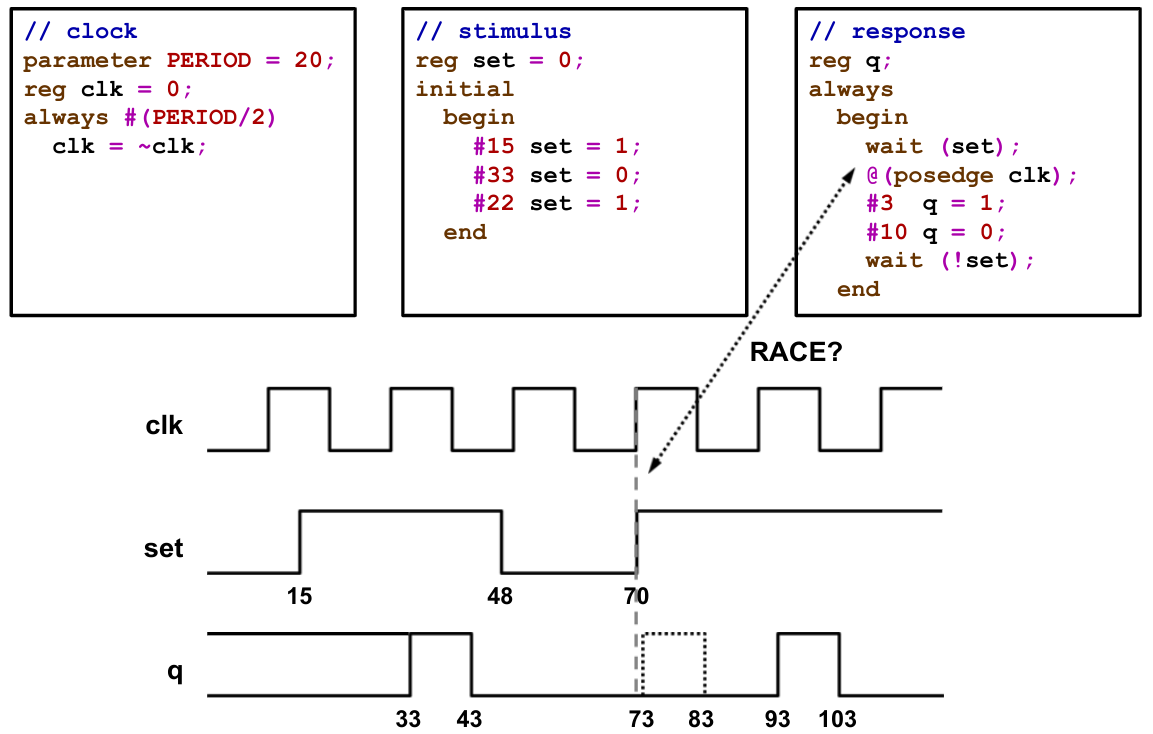 // clock
parameter PERIOD = 20;
reg clk = 0;
always #(PERIOD/2)
  clk = ~clk;
// stimulus
reg set = 0;
initial
  begin
    #15 set = 1;
    #33 set = 0;
    #22 set = 1;
  end
// response
reg q;
always
  begin
    wait (set);
    @(posedge clk);
    #3  q = 1;
    #10 q = 0;
    wait (!set);
  end
RACE?
clk
set
15 48 70
q
33 43 73 83 93 103